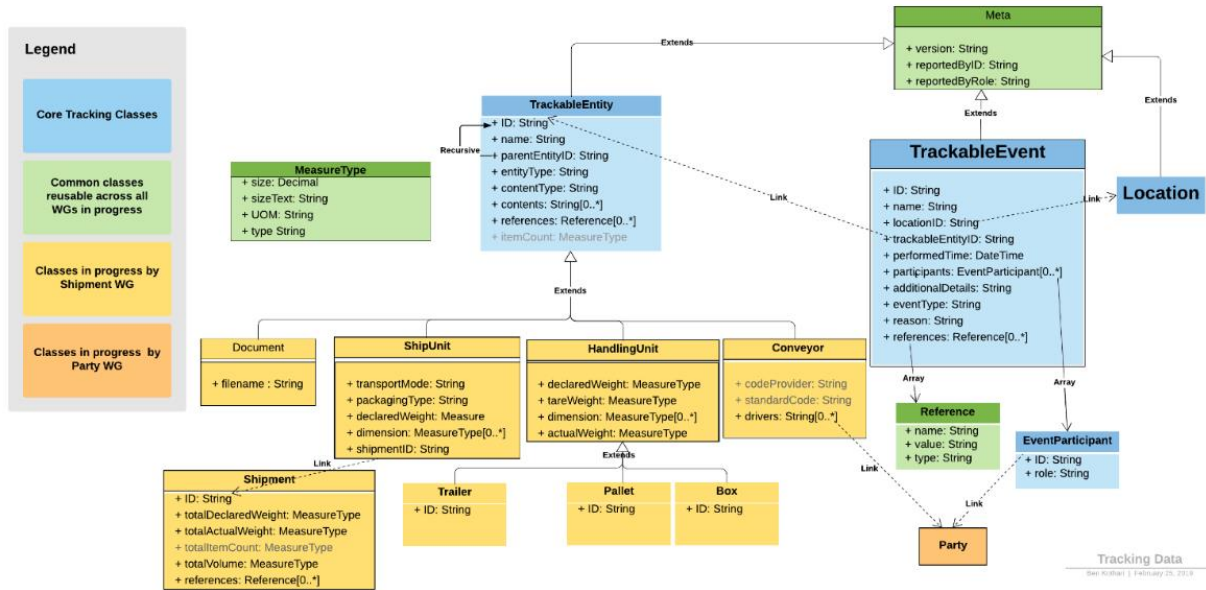 Legend
Core Tracking Classes
Common classes
reusable across all
WGs in progress
Classes in progress by
Shipment WG
Classes in progress by
Party WG
Meta
+ version: String
+ reportedByID: String
+ reportedByRole: String
Extends
Extends
Extends
TrackableEntity
+ ID: String
+ name: String
+ parentEntityID: String
+ entityType: String
+ contentType: String
+ contents: String[0..*]
+ references: Reference[0..*]
+ itemCount: MeasureType
Recursive
MeasureType
+ size: Decimal
+ sizeText: String
+ UOM: String
+ type String
TrackableEvent
+ ID: String
+ name: String
+ locationID: String
+ trackableEntityID: String
+ performedTime: DateTime
+ participants: EventParticipant[0..*]
+ additionalDetails: String
+ eventType: String
+ reason: String
+ references: Reference[0..*]
Link
Link
Location
Extends
Document
+ filename : String
ShipUnit
+ transportMode: String
+ packagingType: String
+ declaredWeight: Measure
+ dimension: MeasureType[0..*]
+ shipmentID: String
HandlingUnit
+ declaredWeight: MeasureType
+ tareWeight: MeasureType
+ dimension: MeasureType[0..*]
+ actualWeight: MeasureType
Conveyor
+ codeProvider: String
+ standardCode: String
+ drivers: String[0..*]
Array
Array
Reference
+ name: String
+ value: String
+ type: String
EventParticipant
+ ID: String
+ role: String
Link
Extends
Link
Link
Shipment
+ ID: String
+ totalDeclaredWeight: MeasureType
+ totalActualWeight: MeasureType
+ totalItemCount: MeasureType
+ totalVolume: MeasureType
+ references: Reference[0..*]
Trailer
+ ID: String
Pallet
+ ID: String
Box
+ ID: String
Party
Tracking Data
Ben Kothari | February 25, 2019